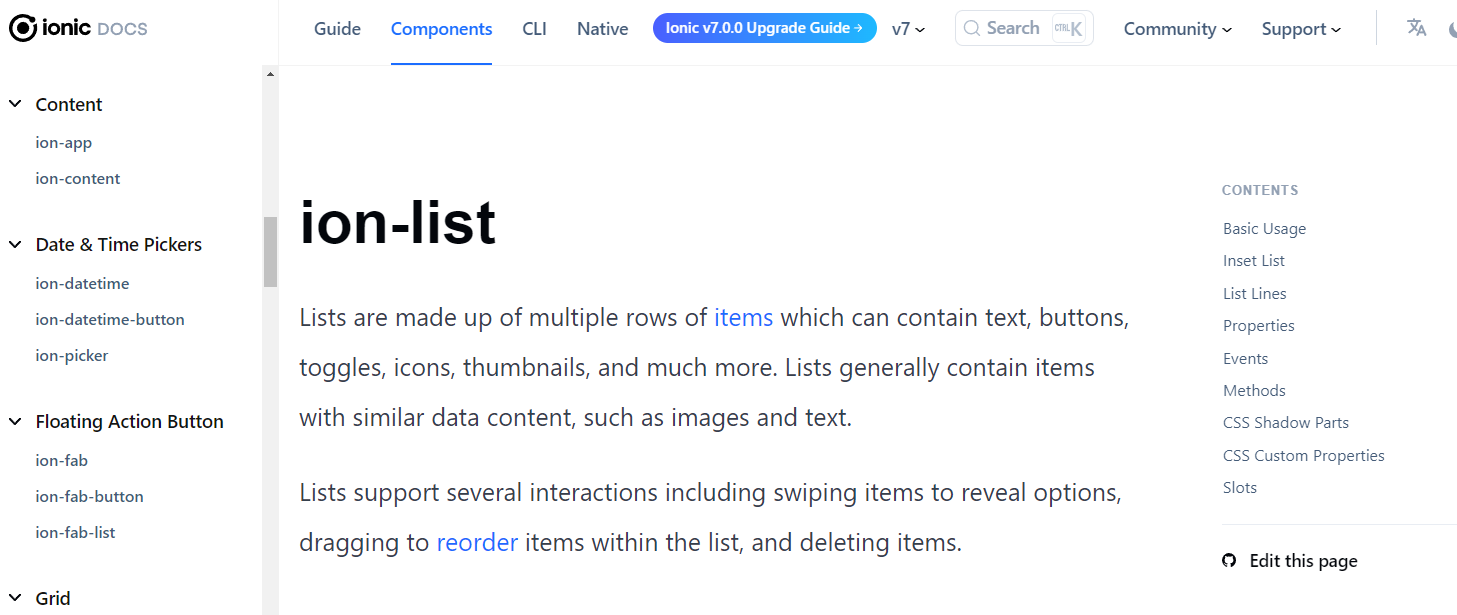 ionic DOCS
Guide
Components
CLI
Native
Ionic v7.0.0 Upgrade Guide →
v7
Search
CTRL K
Community
Support
Content
ion-app
ion-content
Date & Time Pickers
ion-datetime
ion-datetime-button
ion-picker
Floating Action Button
ion-fab
ion-fab-button
ion-fab-list
Grid
ion-list
Lists are made up of multiple rows of items which can contain text, buttons,
toggles, icons, thumbnails, and much more. Lists generally contain items
with similar data content, such as images and text.
Lists support several interactions including swiping items to reveal options,
dragging to reorder items within the list, and deleting items.
CONTENTS
Basic Usage
Inset List
List Lines
Properties
Events
Methods
CSS Shadow Parts
CSS Custom Properties
Slots
Edit this page